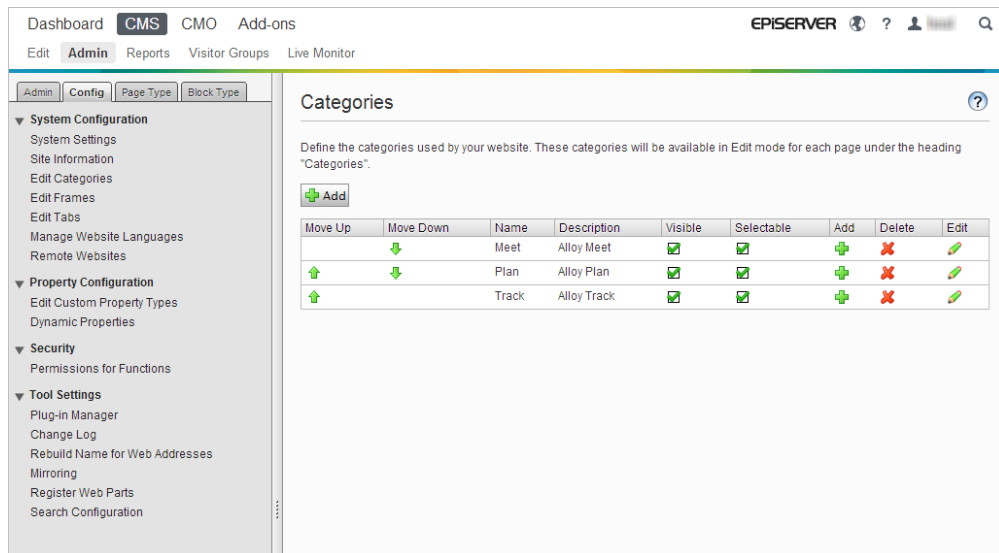 Dashboard CMS CMO Add-ons EPiSERVER ?
Edit Admin Reports Visitor Groups Live Monitor
Admin Config Page Type Block Type
System Configuration
System Settings
Site Information
Edit Categories
Edit Frames
Edit Tabs
Manage Website Languages
Remote Websites
Property Configuration
Edit Custom Property Types
Dynamic Properties
Security
Permissions for Functions
Tool Settings
Plug-in Manager
Change Log
Rebuild Name for Web Addresses
Mirroring
Register Web Parts
Search Configuration
Categories ?
Define the categories used by your website. These categories will be available in Edit mode for each page under the heading
"Categories".
Add
Move Up Move Down Name Description Visible Selectable Add Delete Edit
Meet Alloy Meet
Plan Alloy Plan
Track Alloy Track